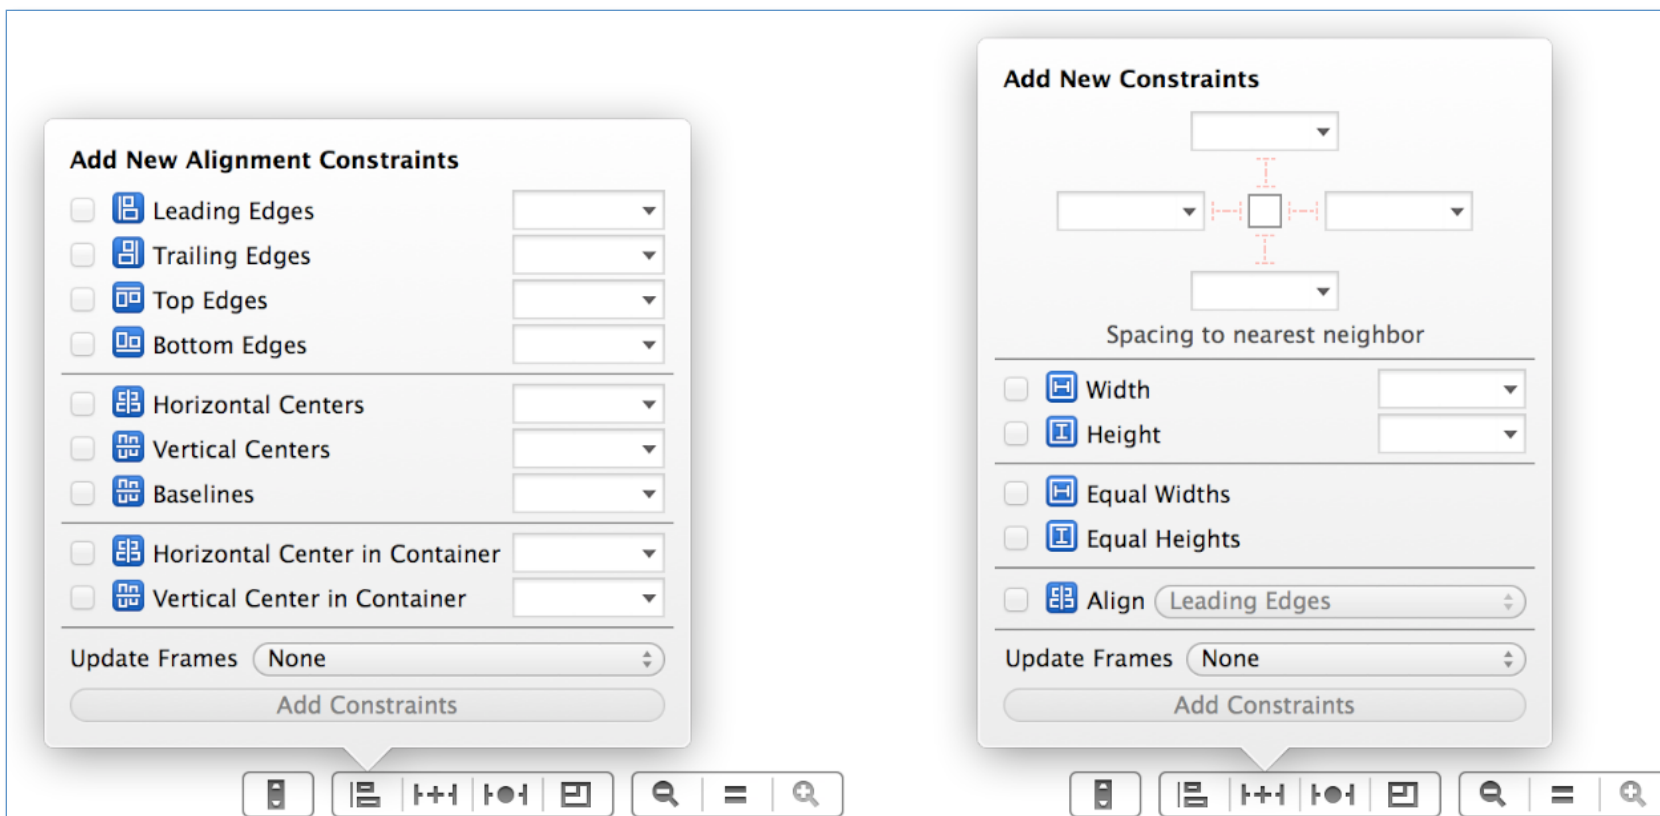 Add New Alignment Constraints
Leading Edges
Trailing Edges
Top Edges
Bottom Edges
Horizontal Centers
Vertical Centers
Baselines
Horizontal Center in Container
Vertical Center in Container
Update Frames None
Add Constraints
Add New Constraints
Spacing to nearest neighbor
Width
Height
Equal Widths
Equal Heights
Align Leading Edges
Update Frames None
Add Constraints